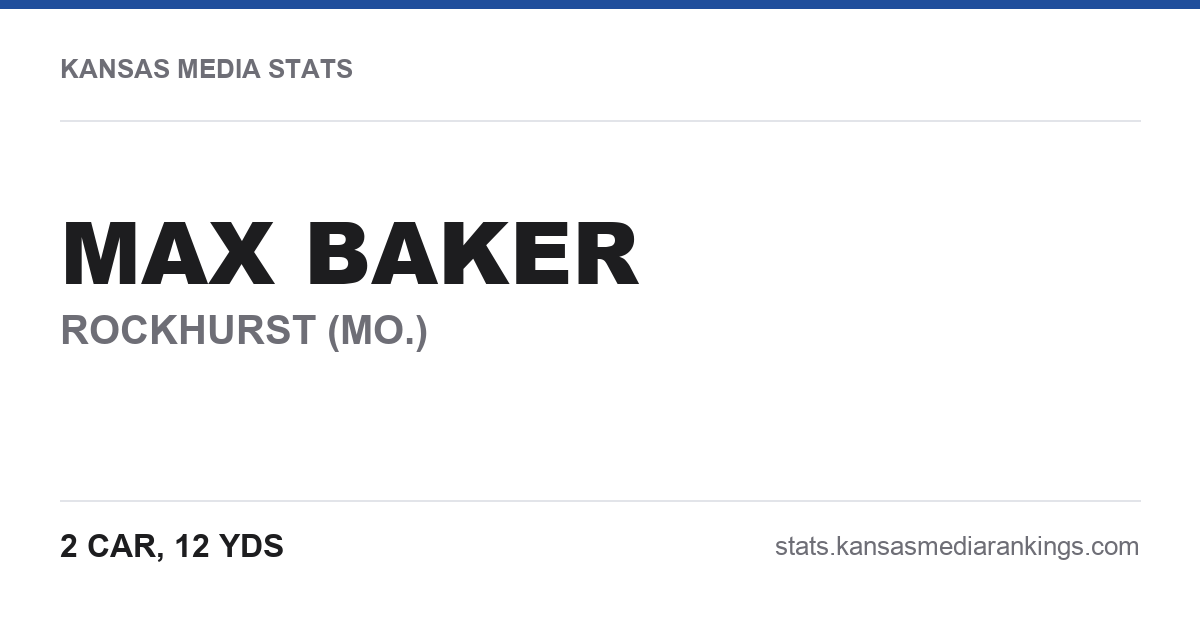 KANSAS MEDIA STATS
MAX BAKER
ROCKHURST (MO.)
2 CAR, 12 YDS
stats.kansasmediarankings.com